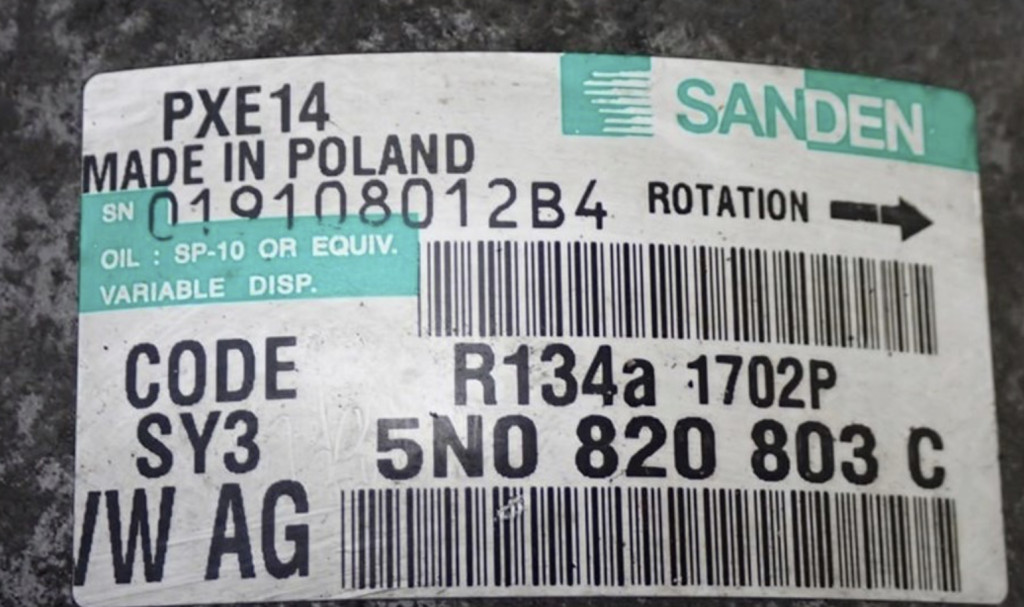 PXE14
SANDEN
MADE IN POLAND
SN 019108012B4
ROTATION
OIL : SP-10 OR EQUIV.
VARIABLE DISP.
CODE
R134a 1702P
SY3
5N0 820 803 C
/W AG